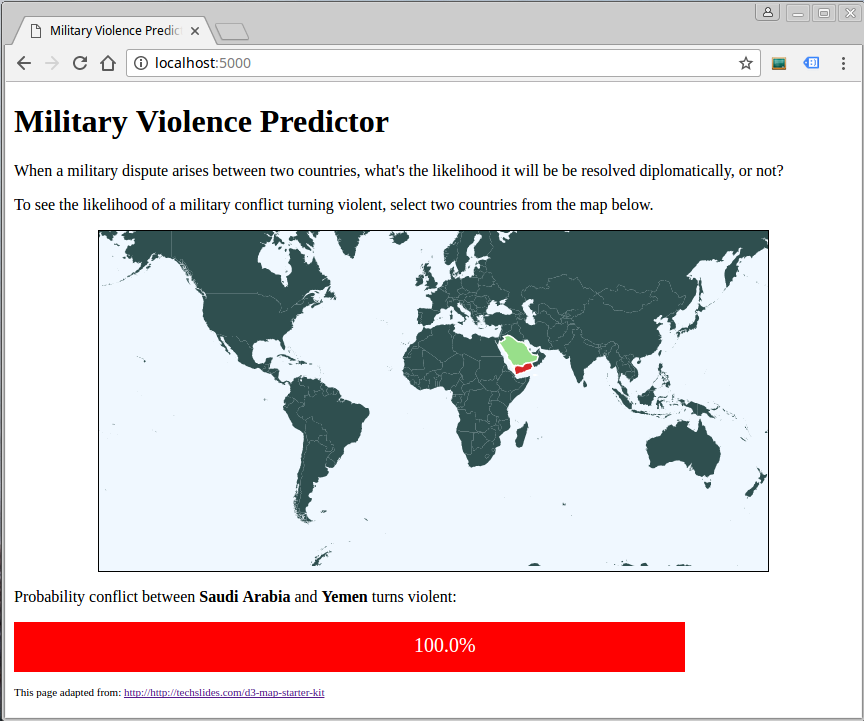 Military Violence Predic
localhost:5000
Military Violence Predictor
When a military dispute arises between two countries, what's the likelihood it will be be resolved diplomatically, or not?
To see the likelihood of a military conflict turning violent, select two countries from the map below.
Probability conflict between Saudi Arabia and Yemen turns violent:
100.0%
This page adapted from: http://http://techslides.com/d3-map-starter-kit